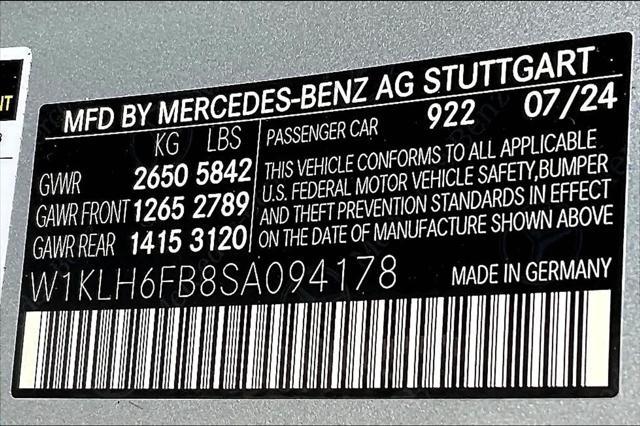 NT
MFD BY MERCEDES-BENZ AG STUTTGART
KG LBS
PASSENGER CAR 922 07/24
GVWR 2650 5842
GAWR FRONT 1265 2789
GAWR REAR 1415 3120
THIS VEHICLE CONFORMS TO ALL APPLICABLE
U.S. FEDERAL MOTOR VEHICLE SAFETY, BUMPER
AND THEFT PREVENTION STANDARDS IN EFFECT
ON THE DATE OF MANUFACTURE SHOWN ABOVE
W1KLH6FB8SA094178 MADE IN GERMANY